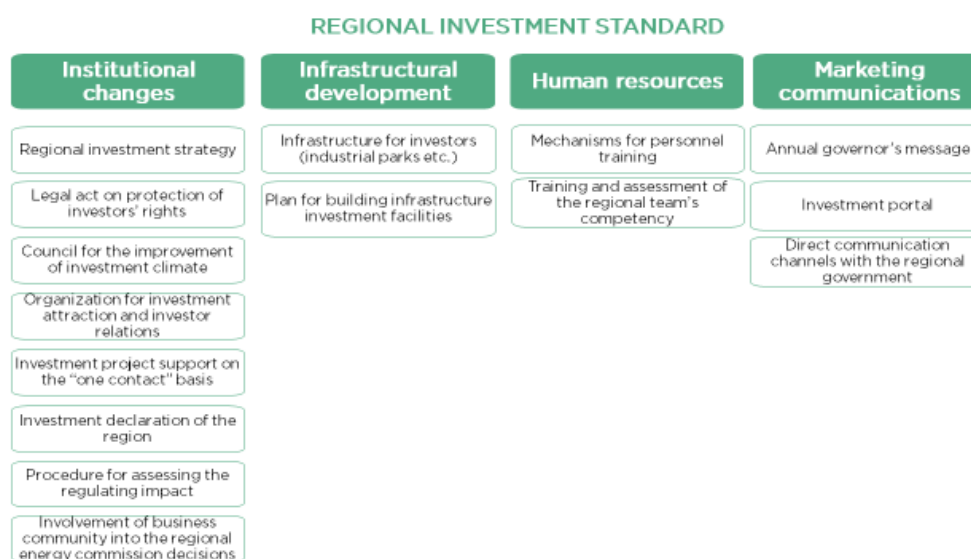 REGIONAL INVESTMENT STANDARD
Institutional
changes
Regional investment strategy
Legal act on protection of
investors' rights
Council for the improvement
of investment climate
Organization for investment
attraction and investor
relations
Investment project support on
the “one contact” basis
Investment declaration of the
region
Procedure for assessing the
regulating impact
Involvement of business
community into the regional
energy commission decisions
Infrastructural
development
Infrastructure for investors
(industrial parks etc.)
Plan for building infrastructure
investment facilities
Human resources
Mechanisms for personnel
training
Training and assessment of
the regional team's
competency
Marketing
communications
Annual governor's message
Investment portal
Direct communication
channels with the regional
government